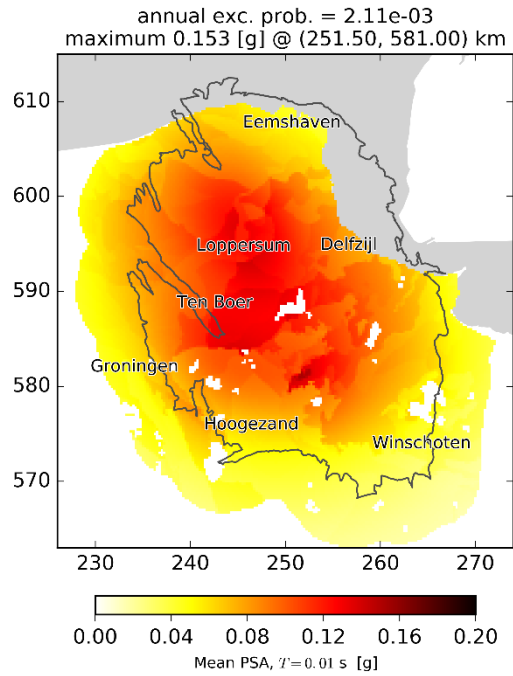 annual exc. prob. = 2.11e-03
maximum 0.153 [g] @ (251.50, 581.00) km
610
Eemshaven
600
Loppersum Delfzijl
590
Ten Boer
Groningen
580
Hoogezand
Winschoten
570
230 240 250 260 270
0.00 0.04 0.08 0.12 0.16 0.20
Mean PSA, T=0.01 s [g]